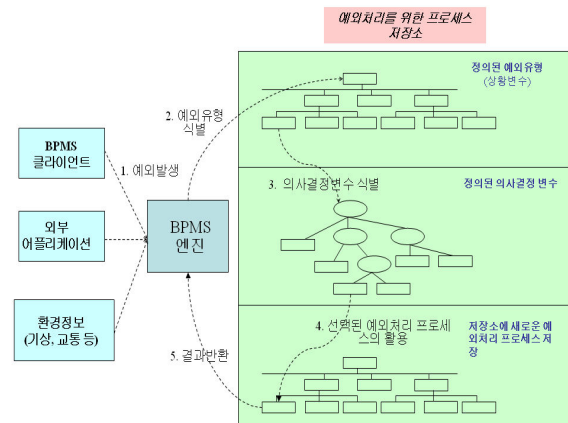 예외처리를 위한 프로세스
저장소
정의된 예외유형
(상황변수)
2. 예외유형
식별
BPMS
클라이언트
1. 예외발생
3. 의사결정변수 식별
정의된 의사결정 변수
외부
어플리케이션
BPMS
엔진
환경정보
(기상, 교통 등)
4. 선택된 예외처리 프로세
스의 활용
저장소에 새로운 예
외처리 프로세스 저
장
5. 결과반환